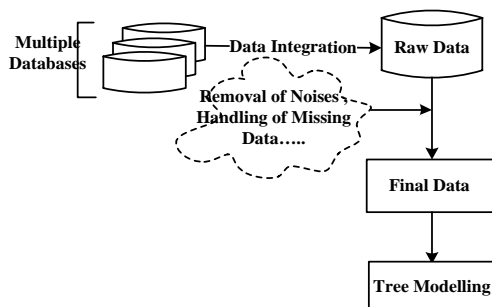 Multiple
Databases
Data Integration
Raw Data
Removal of Noises
Handling of Missing
Data…..
Final Data
Tree Modelling